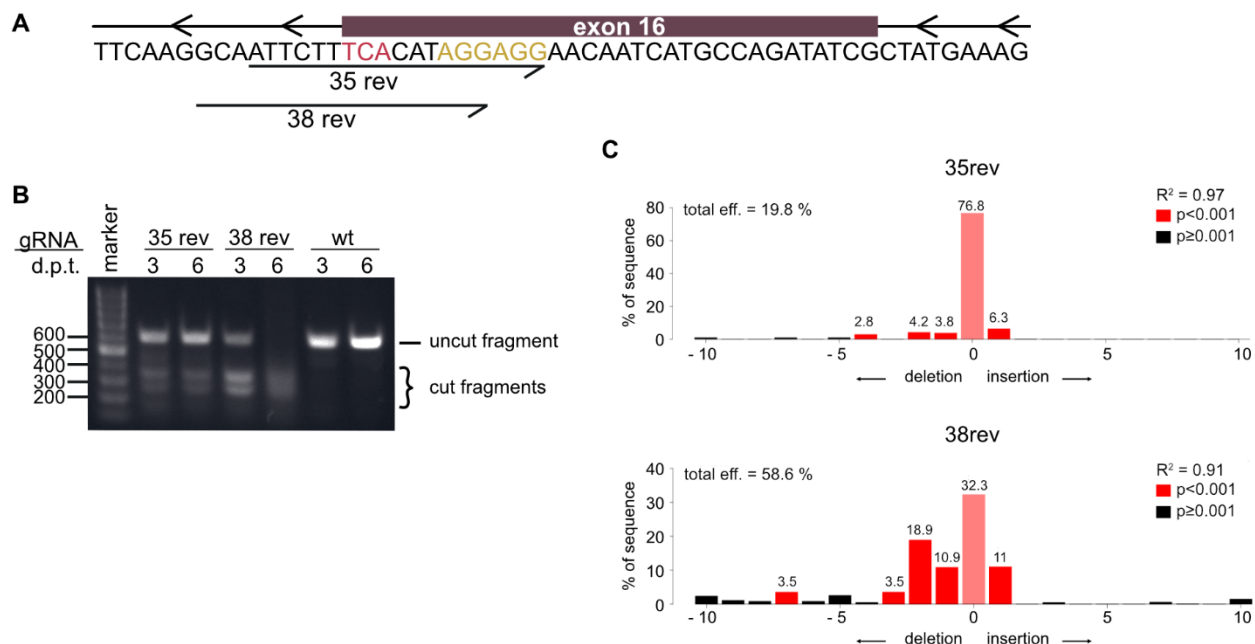 A
exon 16
TTCAAGGCAATTCTTTCACATAGGAGGAACAATCATGCCAGATATCGCTATGAAAG
35 rev
38 rev
B
gRNA marker 35 rev 38 rev wt
d.p.t. 3 6 3 6 3 6
600
500
400
300
200
uncut fragment
cut fragments
C
35rev
total eff. = 19.8 %
R² = 0.97
p<0.001
p≥0.001
% of sequence
80
60
40
20
0
2.8 4.2 3.8 76.8 6.3
- 10 - 5 0 5 10
deletion insertion
38rev
total eff. = 58.6 %
R² = 0.91
p<0.001
p≥0.001
% of sequence
40
30
20
10
0
3.5 3.5 18.9 10.9 32.3 11
- 10 - 5 0 5 10
deletion insertion